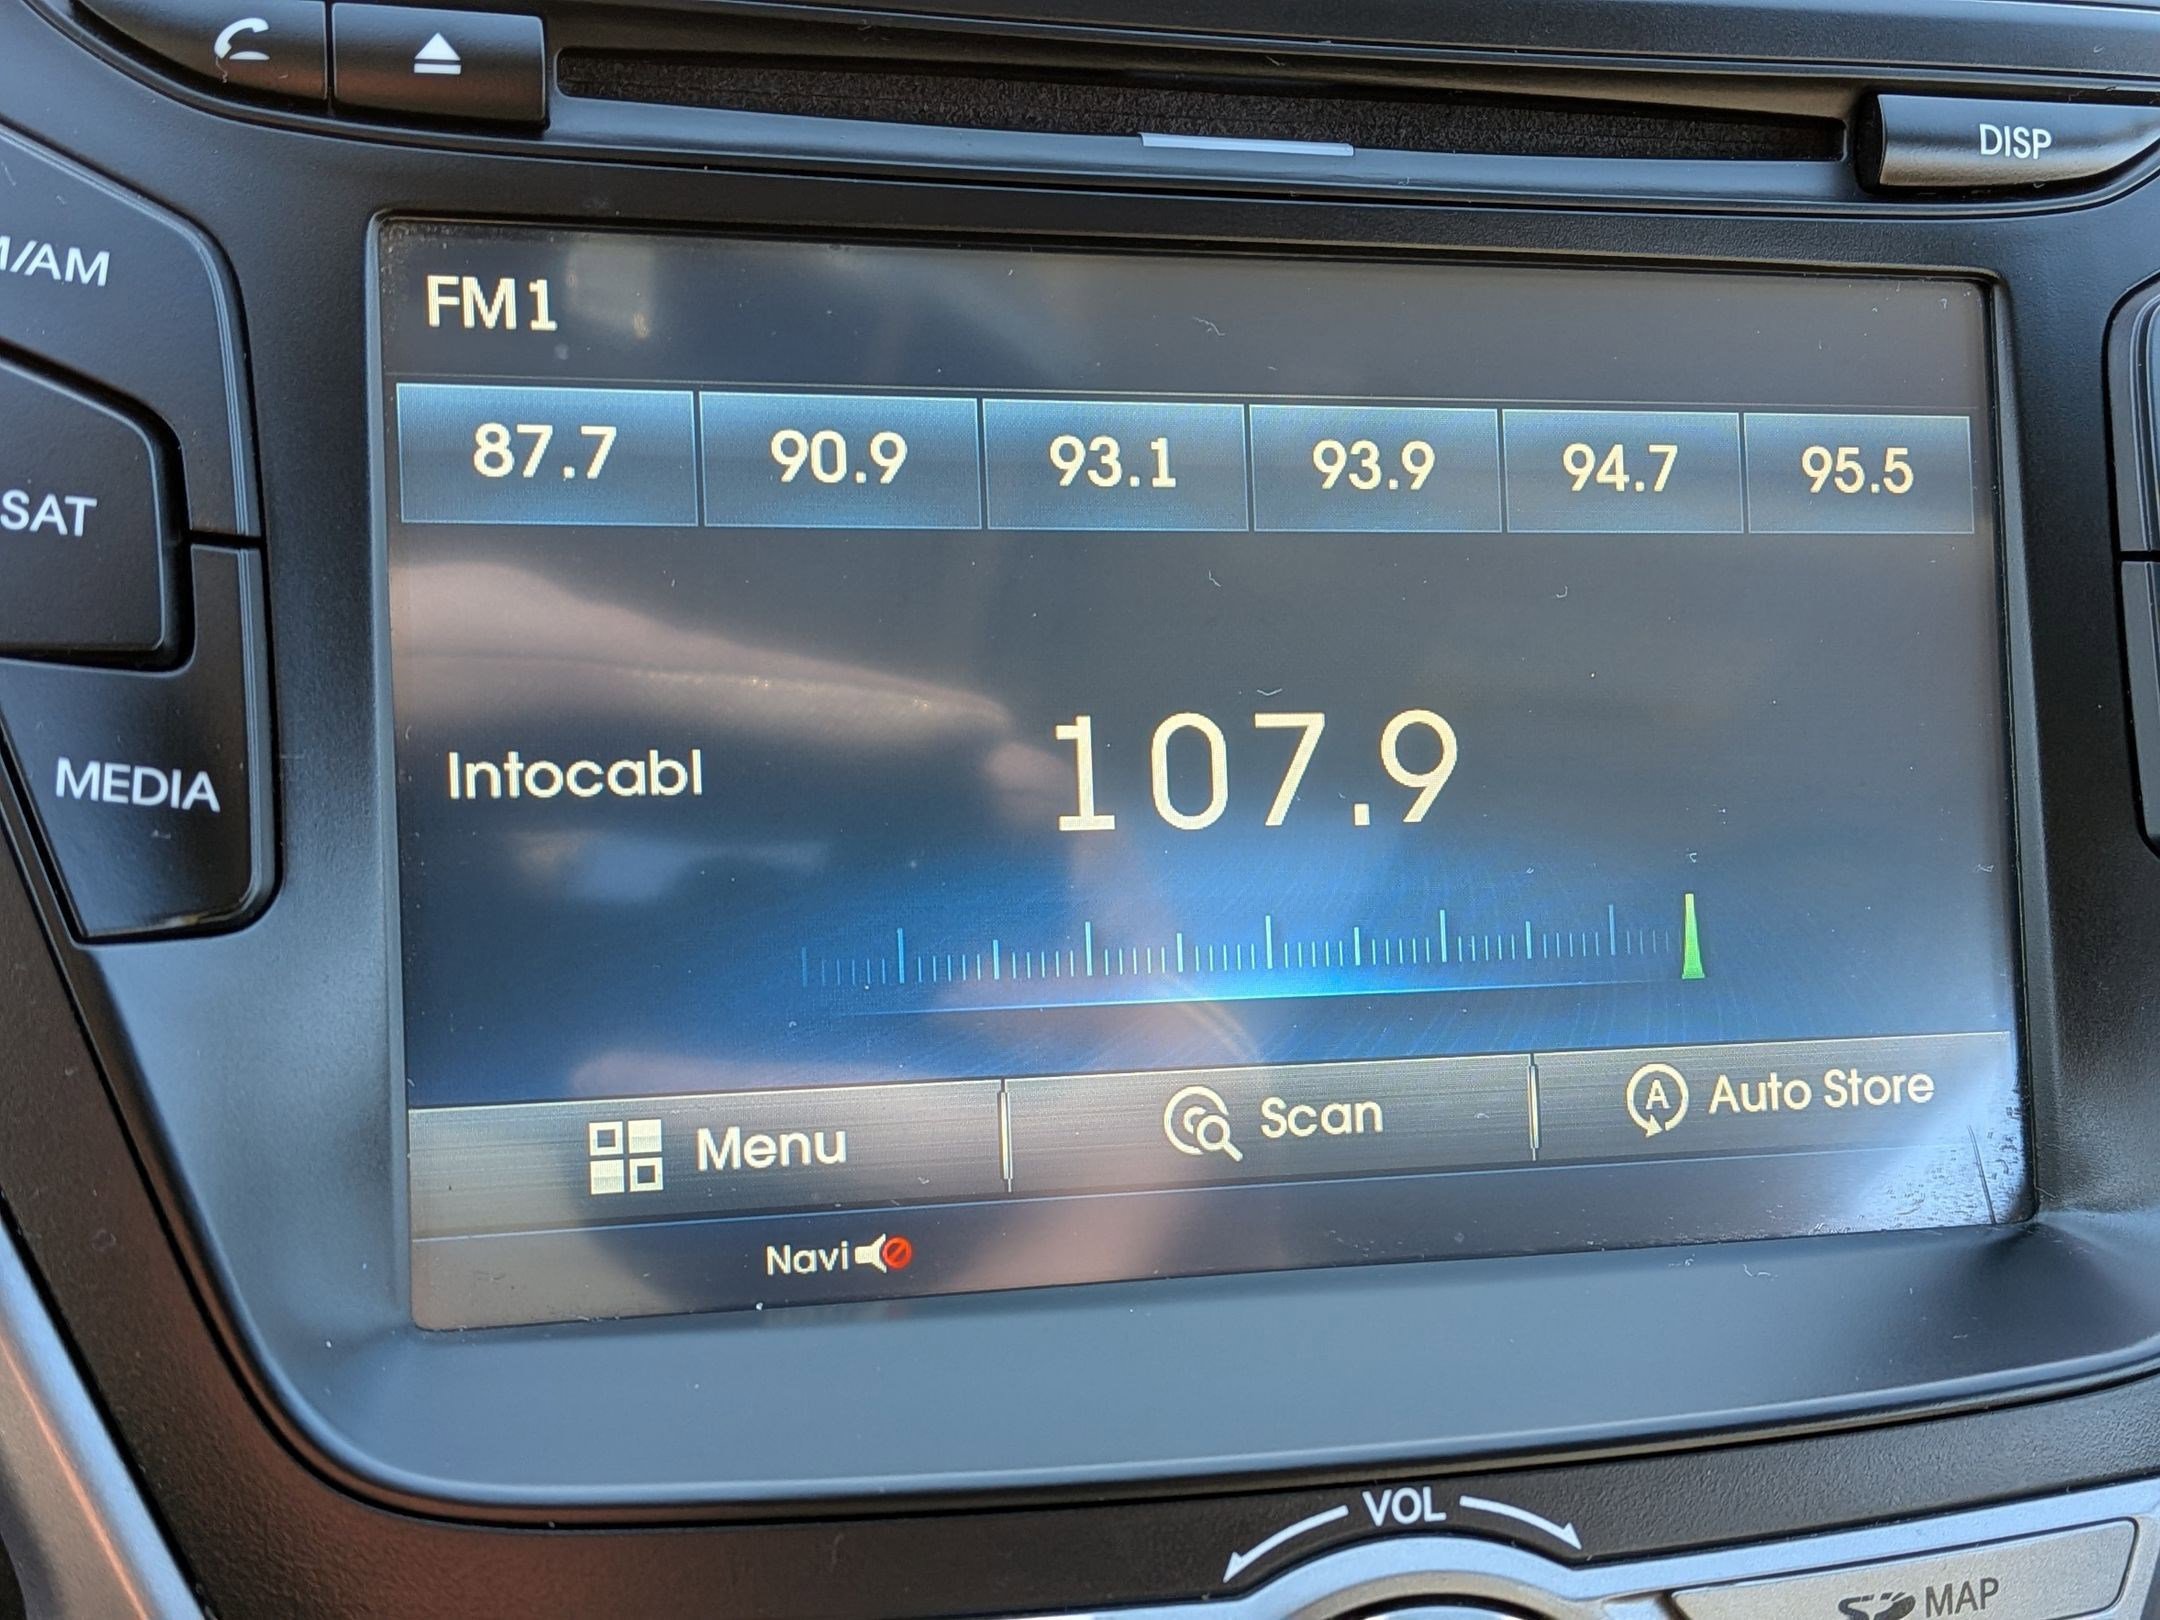 DISP
M/AM
FM1
87.7 90.9 93.1 93.9 94.7 95.5
SAT
Intocabl 107.9
MEDIA
Menu Scan A Auto Store
Navi
VOL
SD MAP